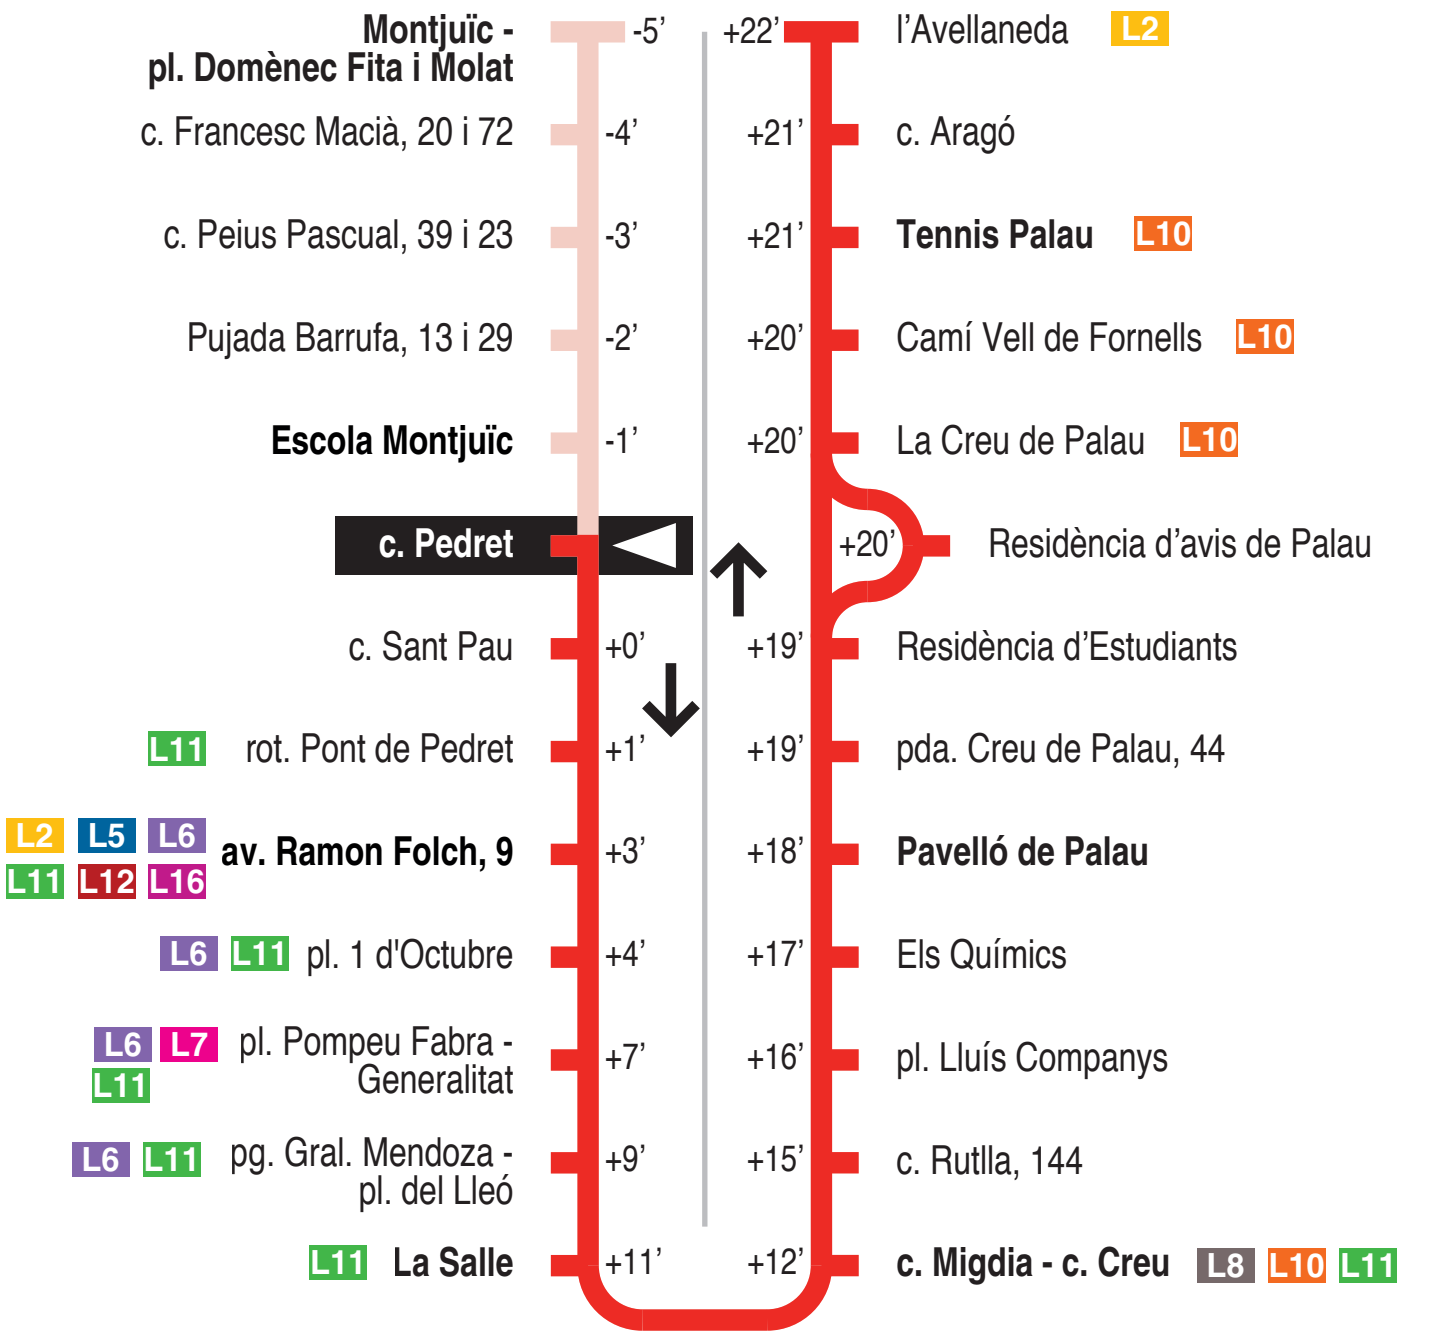 Montjuïc - -5’
pl. Domènec Fita i Molat
c. Francesc Macià, 20 i 72 -4’
c. Peius Pascual, 39 i 23 -3’
Pujada Barrufa, 13 i 29 -2’
Escola Montjuïc -1’
c. Pedret
c. Sant Pau +0’
L11 rot. Pont de Pedret +1’
L2 L5 L6
av. Ramon Folch, 9 +3’
L11 L12 L16
L6 L11 pl. 1 d'Octubre +4’
L6 L7 pl. Pompeu Fabra -
L11 Generalitat +7’
L6 L11 pg. Gral. Mendoza - +9’
pl. del Lleó
L11 La Salle +11’
+22’ l’Avellaneda L2
+21’ c. Aragó
+21’ Tennis Palau L10
+20’ Camí Vell de Fornells L10
+20’ La Creu de Palau L10
+20’ Residència d’avis de Palau
+19’ Residència d’Estudiants
+19’ pda. Creu de Palau, 44
+18’ Pavelló de Palau
+17’ Els Químics
+16’ pl. Lluís Companys
+15’ c. Rutlla, 144
+12’ c. Migdia - c. Creu L8 L10 L11